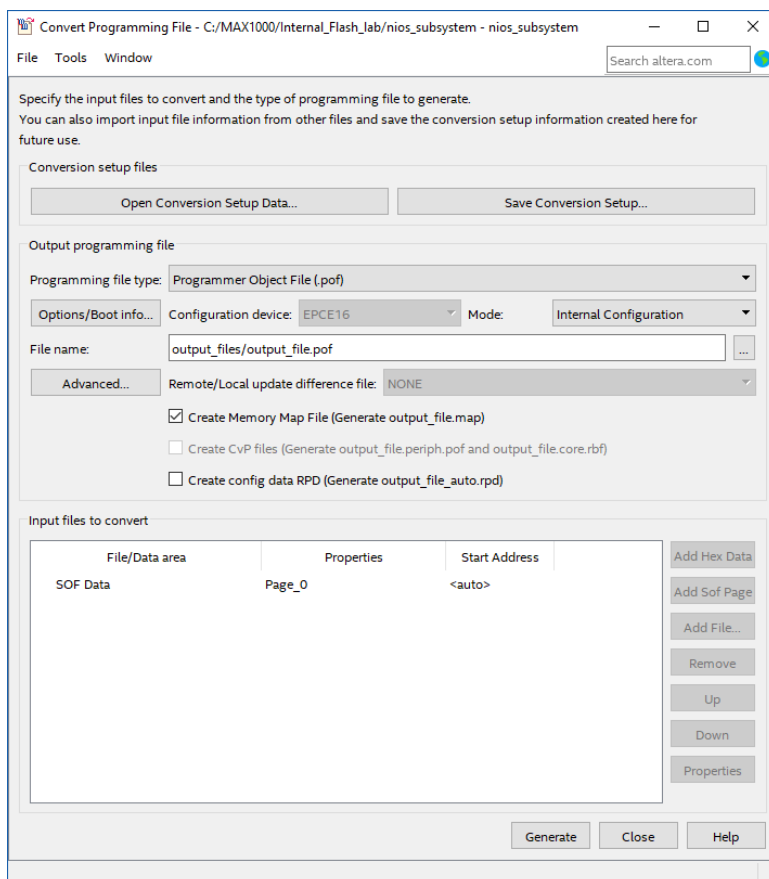 Convert Programming File - C:/MAX1000/Internal_Flash_lab/nios_subsystem - nios_subsystem
File Tools Window
Search altera.com
Specify the input files to convert and the type of programming file to generate.
You can also import input file information from other files and save the conversion setup information created here for
future use.
Conversion setup files
Open Conversion Setup Data... Save Conversion Setup...
Output programming file
Programming file type: Programmer Object File (.pof)
Options/Boot info... Configuration device: EPCE16 Mode: Internal Configuration
File name: output_files/output_file.pof ...
Advanced... Remote/Local update difference file: NONE
Create Memory Map File (Generate output_file.map)
Create CvP files (Generate output_file.periph.pof and output_file.core.rbf)
Create config data RPD (Generate output_file_auto.rpd)
Input files to convert
File/Data area Properties Start Address
SOF Data Page_0 <auto>
Add Hex Data
Add Sof Page
Add File...
Remove
Up
Down
Properties
Generate Close Help